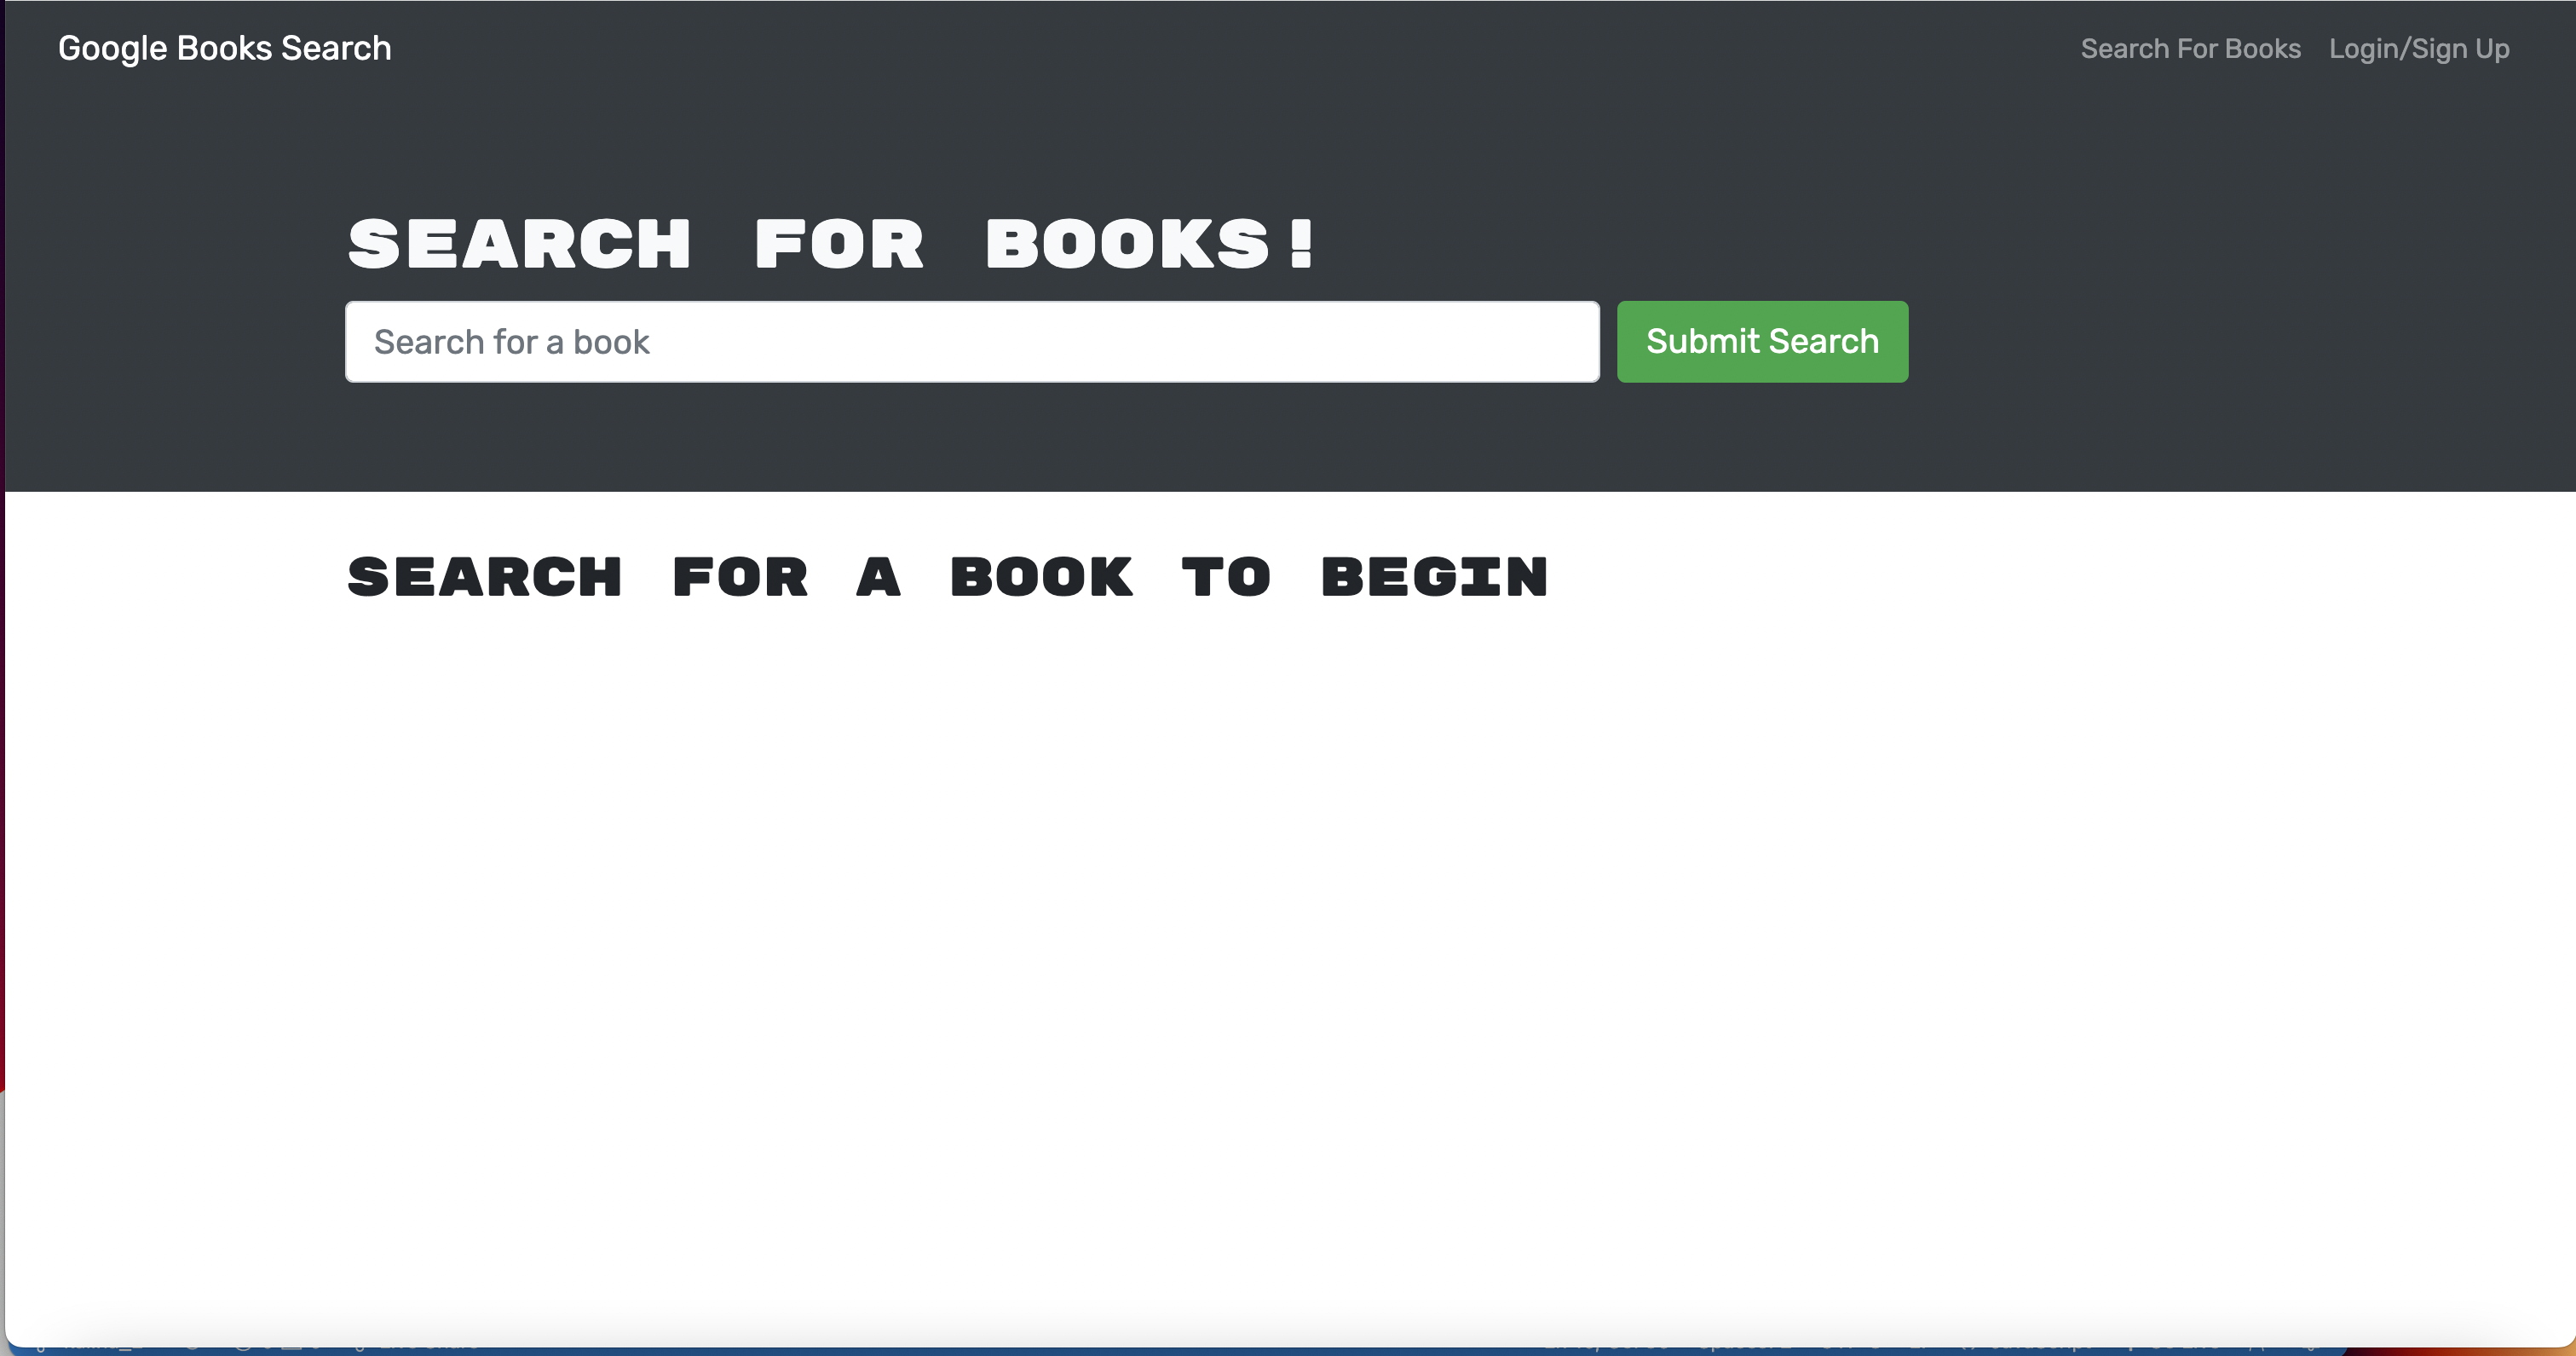 Google Books Search
Search For Books
Login/Sign Up
SEARCH FOR BOOKS!
Search for a book
Submit Search
SEARCH FOR A BOOK TO BEGIN